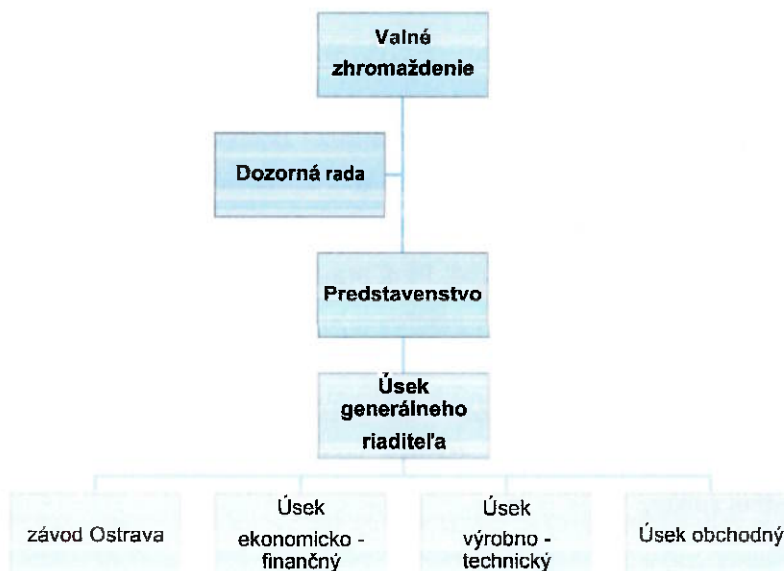 Valné
zhromaždenie
Dozorná rada
Predstavenstvo
Úsek
generálneho
riaditeľa
závod Ostrava
Úsek
ekonomicko -
finančný
Úsek
výrobno -
technický
Úsek obchodný